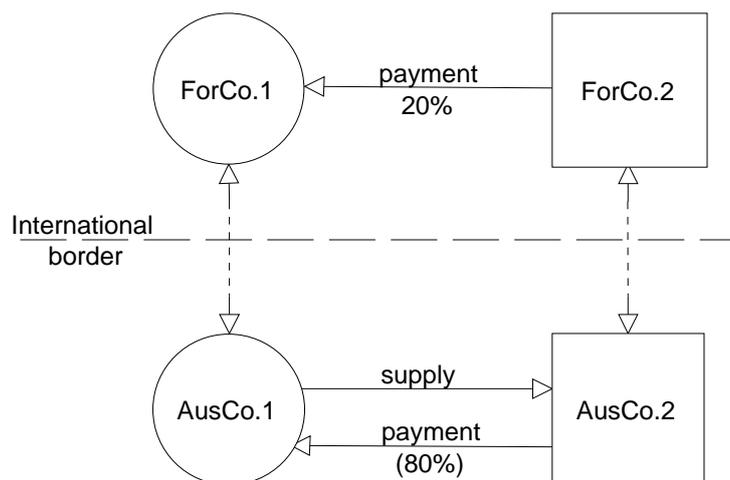 ForCo.1
payment
20%
ForCo.2
International
border
AusCo.1
supply
payment
(80%)
AusCo.2